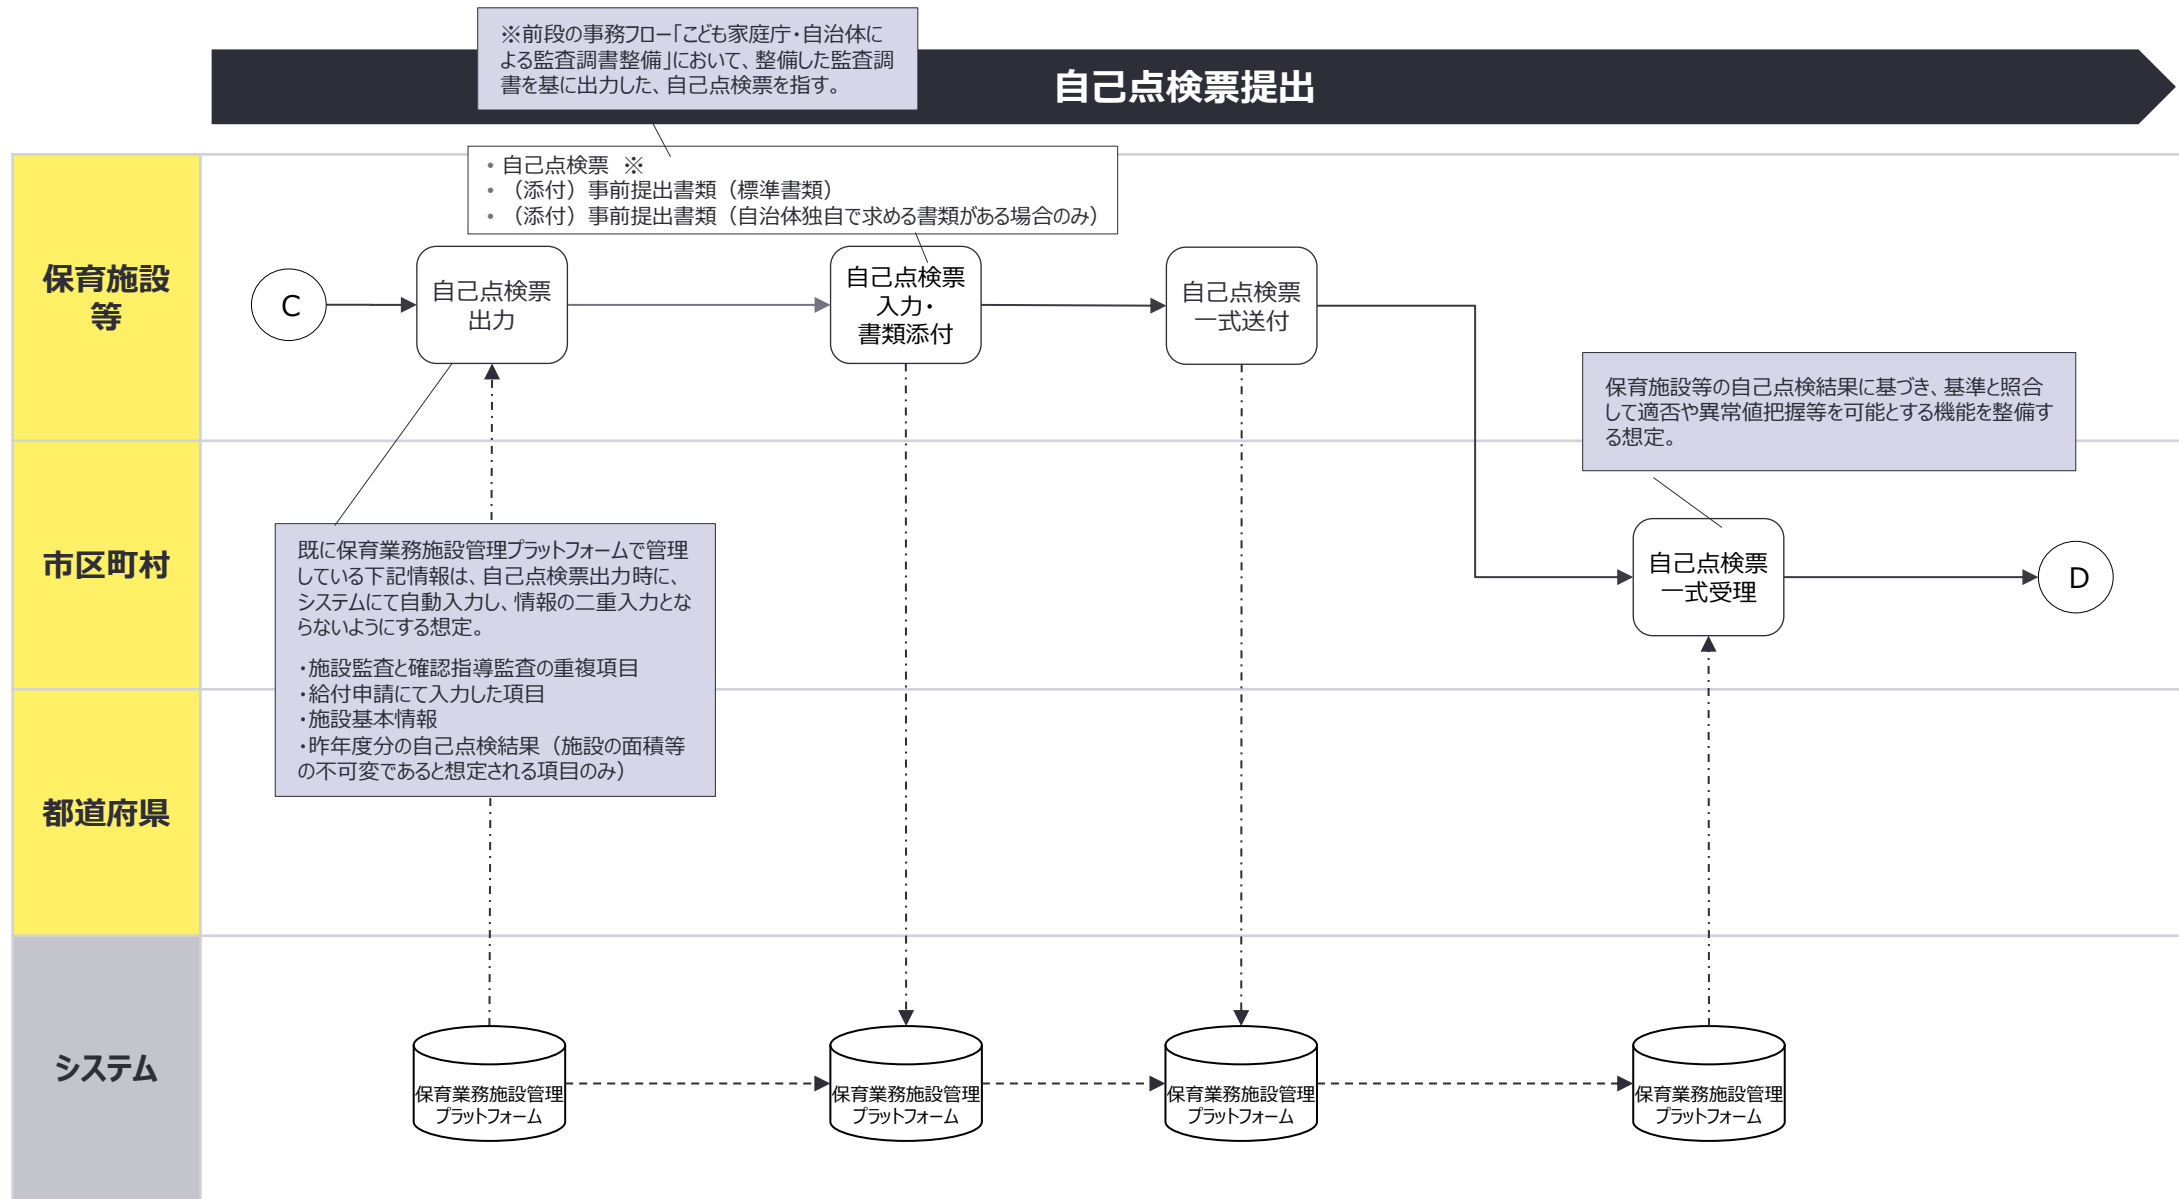 ※前段の事務フロー「こども家庭庁・自治体に
よる監査調書整備」において、整備した監査調
書を基に出力した、自己点検票を指す。
自己点検票提出
• 自己点検票 ※
• （添付）事前提出書類（標準書類）
• （添付）事前提出書類（自治体独自で求める書類がある場合のみ）
保育施設
等
C
自己点検票
出力
自己点検票
入力・
書類添付
自己点検票
一式送付
保育施設等の自己点検結果に基づき、基準と照合
して適否や異常値把握等を可能とする機能を整備す
る想定。
市区町村
既に保育業務施設管理プラットフォームで管理
している下記情報は、自己点検票出力時に、
システムにて自動入力し、情報の二重入力とな
らないようにする想定。
・施設監査と確認指導監査の重複項目
・給付申請にて入力した項目
・施設基本情報
・昨年度分の自己点検結果（施設の面積等
の不可変であると想定される項目のみ）
自己点検票
一式受理
D
都道府県
システム
保育業務施設管理
プラットフォーム
保育業務施設管理
プラットフォーム
保育業務施設管理
プラットフォーム
保育業務施設管理
プラットフォーム